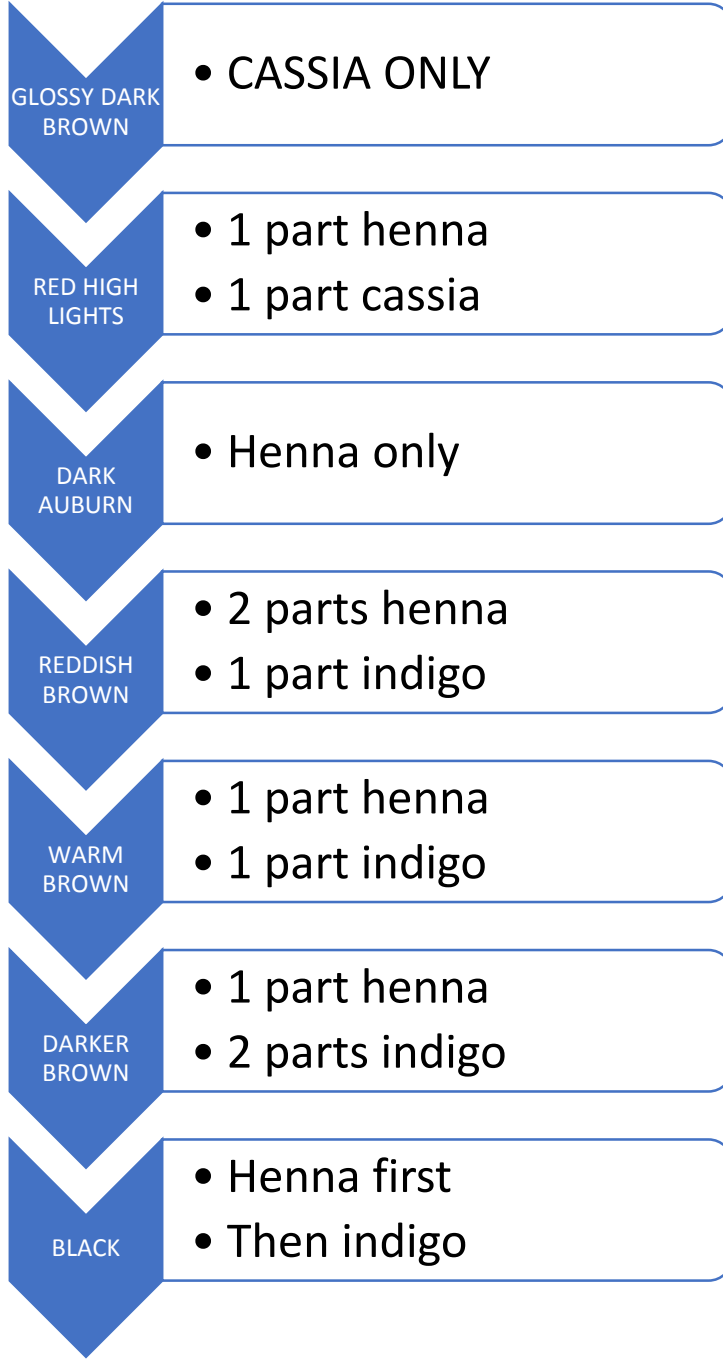 GLOSSY DARK
BROWN
• CASSIA ONLY
RED HIGH
LIGHTS
• 1 part henna
• 1 part cassia
DARK
AUBURN
• Henna only
REDDISH
BROWN
• 2 parts henna
• 1 part indigo
WARM
BROWN
• 1 part henna
• 1 part indigo
DARKER
BROWN
• 1 part henna
• 2 parts indigo
BLACK
• Henna first
• Then indigo